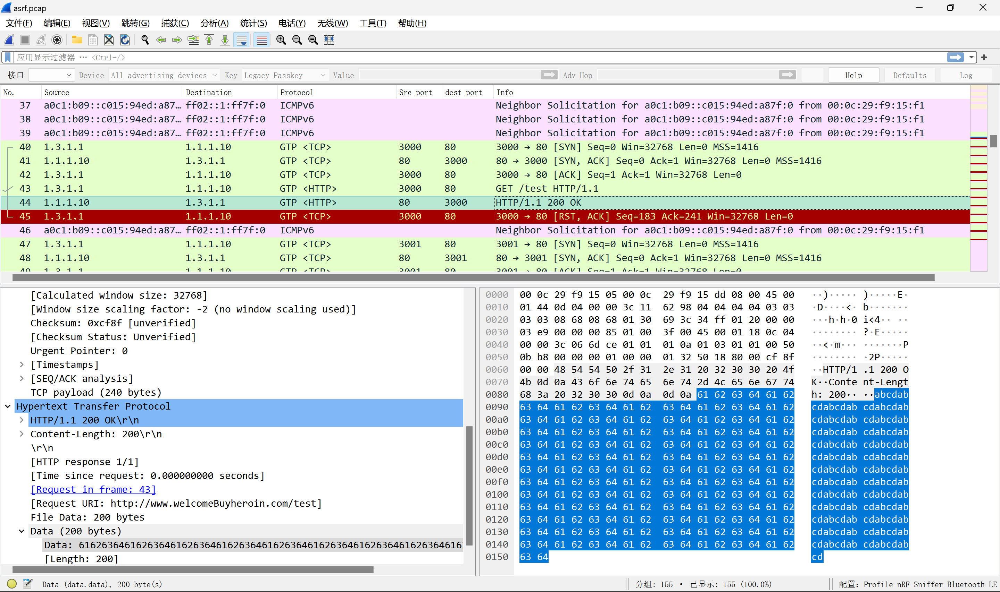 asrf.pcap
文件(F) 编辑(E) 视图(V) 跳转(G) 捕获(C) 分析(A) 统计(S) 电话(Y) 无线(W) 工具(T) 帮助(H)
应用显示过滤器 … <Ctrl-/>
接口 Device All advertising devices Key Legacy Passkey Value Adv Hop Help Defaults Log
No. Source Destination Protocol Src port dest port Info
37 a0c1:b09::c015:94ed:a87… ff02::1:ff7f:0 ICMPv6 Neighbor Solicitation for a0c1:b09::c015:94ed:a87f:0 from 00:0c:29:f9:15:f1
38 a0c1:b09::c015:94ed:a87… ff02::1:ff7f:0 ICMPv6 Neighbor Solicitation for a0c1:b09::c015:94ed:a87f:0 from 00:0c:29:f9:15:f1
39 a0c1:b09::c015:94ed:a87… ff02::1:ff7f:0 ICMPv6 Neighbor Solicitation for a0c1:b09::c015:94ed:a87f:0 from 00:0c:29:f9:15:f1
40 1.3.1.1 1.1.1.10 GTP <TCP> 3000 80 3000 → 80 [SYN] Seq=0 Win=32768 Len=0 MSS=1416
41 1.1.1.10 1.3.1.1 GTP <TCP> 80 3000 80 → 3000 [SYN, ACK] Seq=0 Ack=1 Win=32768 Len=0 MSS=1416
42 1.3.1.1 1.1.1.10 GTP <TCP> 3000 80 3000 → 80 [ACK] Seq=1 Ack=1 Win=32768 Len=0
43 1.3.1.1 1.1.1.10 GTP <HTTP> 3000 80 GET /test HTTP/1.1
44 1.1.1.10 1.3.1.1 GTP <HTTP> 80 3000 HTTP/1.1 200 OK
45 1.3.1.1 1.1.1.10 GTP <TCP> 3000 80 3000 → 80 [RST, ACK] Seq=183 Ack=241 Win=32768 Len=0
46 a0c1:b09::c015:94ed:a87… ff02::1:ff7f:0 ICMPv6 Neighbor Solicitation for a0c1:b09::c015:94ed:a87f:0 from 00:0c:29:f9:15:f1
47 1.3.1.1 1.1.1.10 GTP <TCP> 3001 80 3001 → 80 [SYN] Seq=0 Win=32768 Len=0 MSS=1416
48 1.1.1.10 1.3.1.1 GTP <TCP> 80 3001 80 → 3001 [SYN, ACK] Seq=0 Ack=1 Win=32768 Len=0 MSS=1416
49 1.3.1.1 1.1.1.10 GTP <TCP> 3001 80 3001 → 80 [ACK] Seq=1 Ack=1 Win=32768 Len=0
[Calculated window size: 32768]
[Window size scaling factor: -2 (no window scaling used)]
Checksum: 0xcf8f [unverified]
[Checksum Status: Unverified]
Urgent Pointer: 0
[Timestamps]
[SEQ/ACK analysis]
TCP payload (240 bytes)
Hypertext Transfer Protocol
HTTP/1.1 200 OK\r\n
Content-Length: 200\r\n
\r\n
[HTTP response 1/1]
[Time since request: 0.000000000 seconds]
[Request in frame: 43]
[Request URI: http://www.welcomeBuyheroin.com/test]
File Data: 200 bytes
Data (200 bytes)
Data: 6162636461626364616263646162636461626364616263646162636461626364616
[Length: 200]
0000 00 0c 29 f9 15 05 00 0c 29 f9 15 dd 08 00 45 00 ··)····· )·····E·
0010 01 44 0d 04 00 00 3c 11 62 98 04 04 04 04 03 03 ·D····<· b·······
0020 03 03 08 68 08 68 01 30 69 3c 34 ff 01 20 00 00 ···h·h·0 i<4·· ··
0030 03 e9 00 00 00 85 01 00 3f 00 45 00 01 18 0c 04 ········ ?·E·····
0040 00 00 3c 06 6d ce 01 01 01 0a 01 03 01 01 00 50 ··<·m··· ·······P
0050 0b b8 00 00 00 01 00 00 01 32 50 18 80 00 cf 8f ········ ·2P·····
0060 00 00 48 54 54 50 2f 31 2e 31 20 32 30 30 20 4f ··HTTP/1 .1 200 O
0070 4b 0d 0a 43 6f 6e 74 65 6e 74 2d 4c 65 6e 67 74 K··Conte nt-Lengt
0080 68 3a 20 32 30 30 0d 0a 0d 0a 61 62 63 64 61 62 h: 200·· ··abcdab
0090 63 64 61 62 63 64 61 62 63 64 61 62 63 64 61 62 cdabcdab cdabcdab
00a0 63 64 61 62 63 64 61 62 63 64 61 62 63 64 61 62 cdabcdab cdabcdab
00b0 63 64 61 62 63 64 61 62 63 64 61 62 63 64 61 62 cdabcdab cdabcdab
00c0 63 64 61 62 63 64 61 62 63 64 61 62 63 64 61 62 cdabcdab cdabcdab
00d0 63 64 61 62 63 64 61 62 63 64 61 62 63 64 61 62 cdabcdab cdabcdab
00e0 63 64 61 62 63 64 61 62 63 64 61 62 63 64 61 62 cdabcdab cdabcdab
00f0 63 64 61 62 63 64 61 62 63 64 61 62 63 64 61 62 cdabcdab cdabcdab
0100 63 64 61 62 63 64 61 62 63 64 61 62 63 64 61 62 cdabcdab cdabcdab
0110 63 64 61 62 63 64 61 62 63 64 61 62 63 64 61 62 cdabcdab cdabcdab
0120 63 64 61 62 63 64 61 62 63 64 61 62 63 64 61 62 cdabcdab cdabcdab
0130 63 64 61 62 63 64 61 62 63 64 61 62 63 64 61 62 cdabcdab cdabcdab
0140 63 64 61 62 63 64 61 62 63 64 61 62 63 64 61 62 cdabcdab cdabcdab
0150 63 64 cd
Data (data.data), 200 byte(s) 分组: 155 · 已显示: 155 (100.0%) 配置: Profile_nRF_Sniffer_Bluetooth_LE